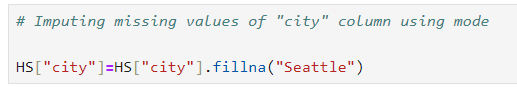 # Imputing missing values of "city" column using mode
HS["city"]=HS["city"].fillna("Seattle")